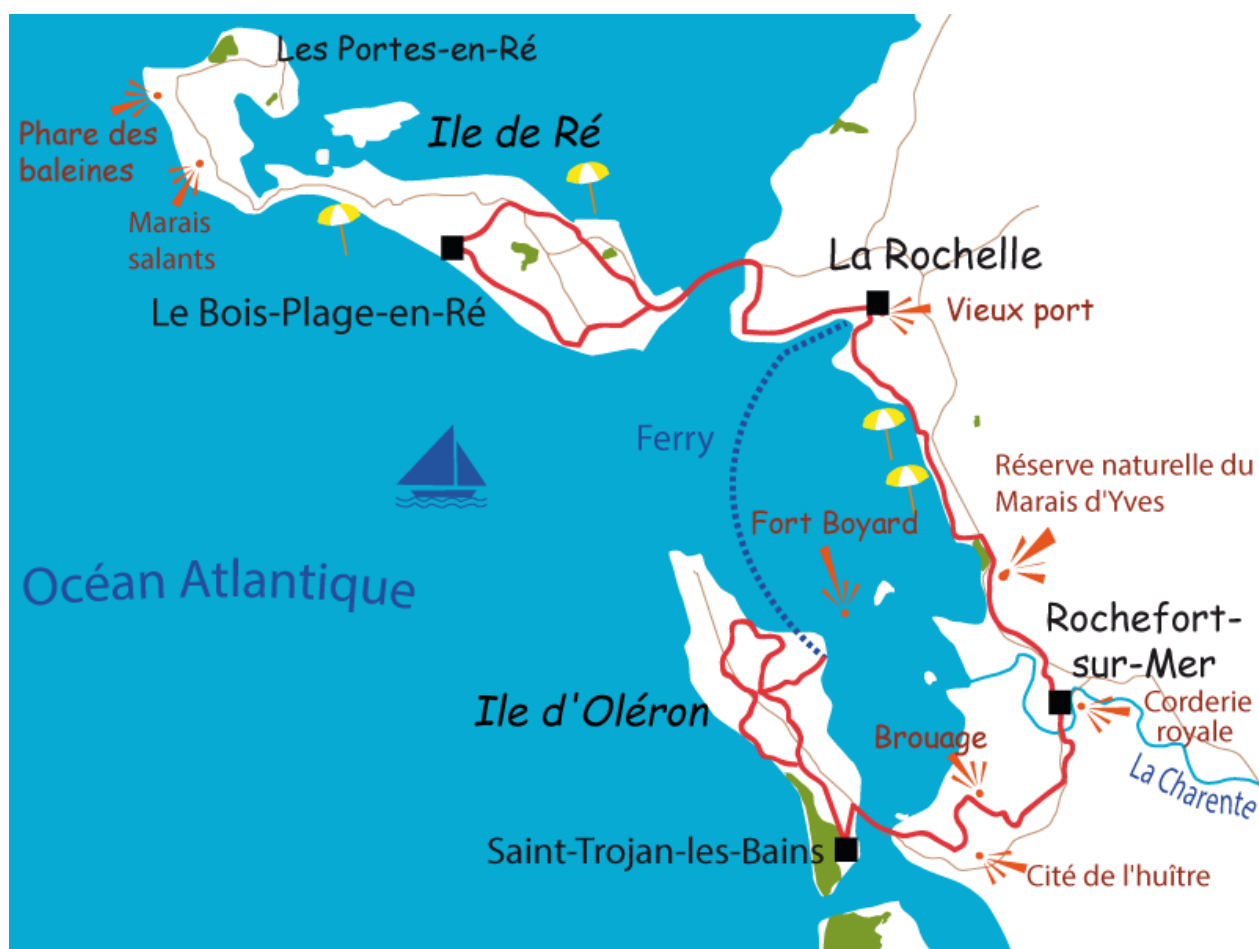 Les Portes-en-Ré
Ile de Ré
Phare des
baleines
Marais
salants
La Rochelle
Le Bois-Plage-en-Ré
Vieux port
Ferry
Réserve naturelle du
Marais d'Yves
Fort Boyard
Océan Atlantique
Rochefort-
sur-Mer
Ile d'Oléron
Corderie
royale
Brouage
La Charente
Saint-Trojan-les-Bains
Cité de l'huître